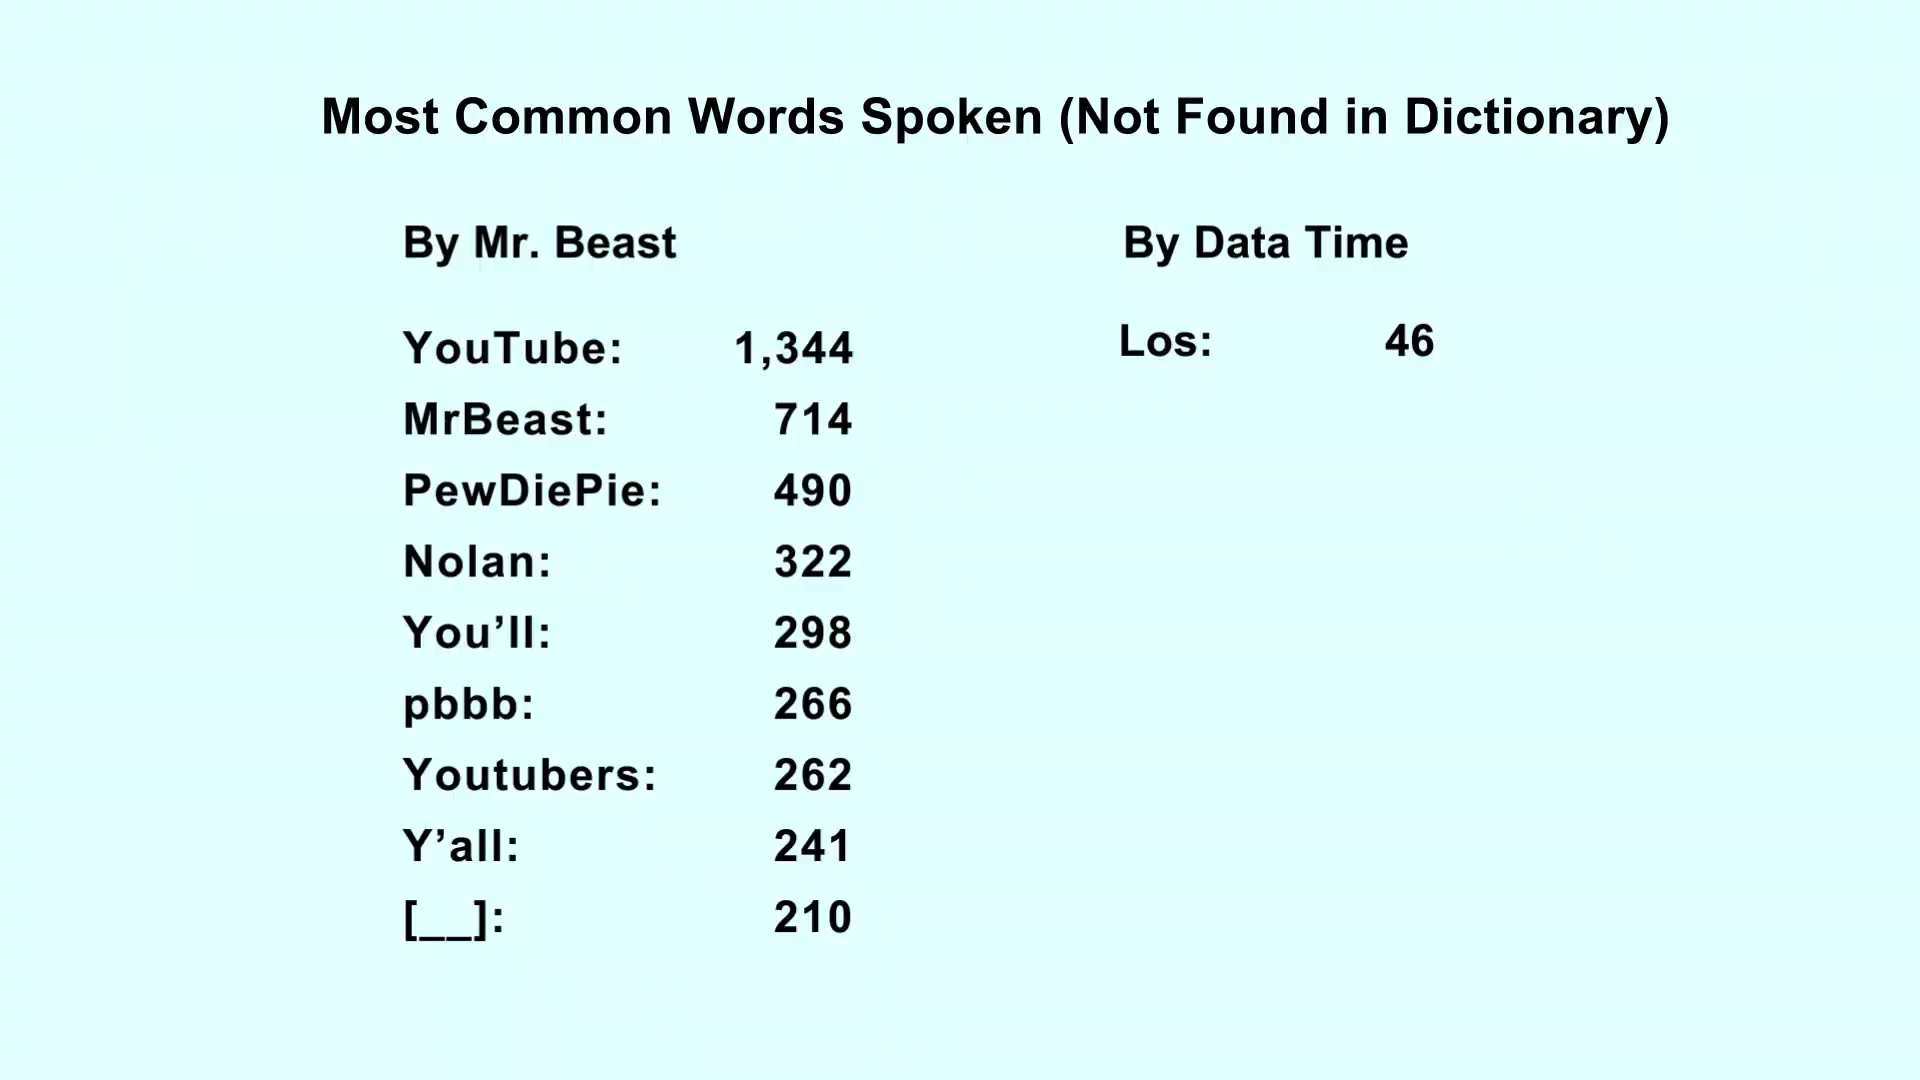 Most Common Words Spoken (Not Found in Dictionary)
By Mr. Beast
YouTube: 1,344
MrBeast: 714
PewDiePie: 490
Nolan: 322
You’ll: 298
pbbb: 266
Youtubers: 262
Y’all: 241
[__]: 210
By Data Time
Los: 46